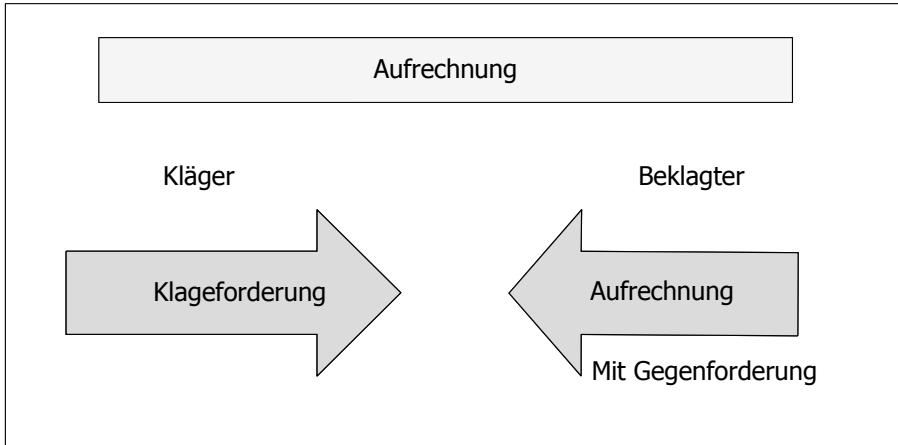 Aufrechnung
Kläger
Beklagter
Klageforderung
Aufrechnung
Mit Gegenforderung